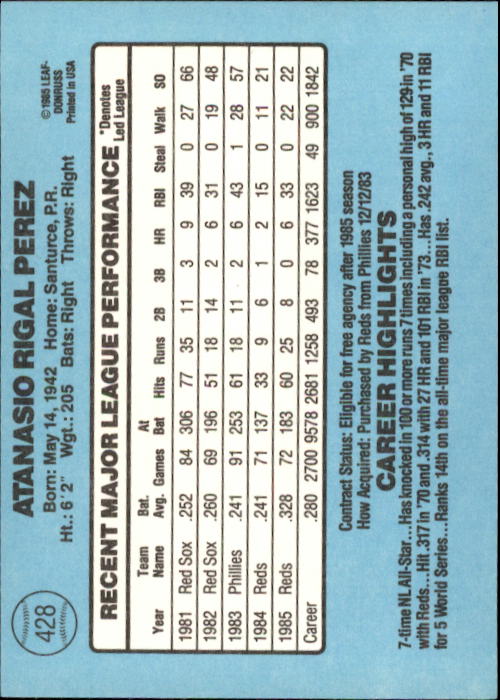 428
ATANASIO RIGAL PEREZ
Born: May 14, 1942 Home: Santurce, P.R.
Ht.: 6'2" Wgt.: 205 Bats: Right Throws: Right
© 1985 LEAF-
DONRUSS
Printed in USA
RECENT MAJOR LEAGUE PERFORMANCE
*Denotes
Led League
Year Team Name Bat. Avg. Games At Bat Hits Runs 2B 3B HR RBI Steal Walk SO
1981 Red Sox .252 84 306 77 35 11 3 9 39 0 27 66
1982 Red Sox .260 69 196 51 18 14 2 6 31 0 19 48
1983 Phillies .241 91 253 61 18 11 2 6 43 1 28 57
1984 Reds .241 71 137 33 9 6 1 2 15 0 11 21
1985 Reds .328 72 183 60 25 8 0 6 33 0 22 22
Career .280 2700 9578 2681 1258 493 78 377 1623 49 900 1842
Contract Status: Eligible for free agency after 1985 season
How Acquired: Purchased by Reds from Phillies 12/12/83
CAREER HIGHLIGHTS
7-time NL All-Star...Has knocked in 100 or more runs 7 times including a personal high of 129 in '70
with Reds...Hit .317 in '70 and .314 with 27 HR and 101 RBI in '73...Has .242 avg., 3 HR and 11 RBI
for 5 World Series...Ranks 14th on the all-time major league RBI list.